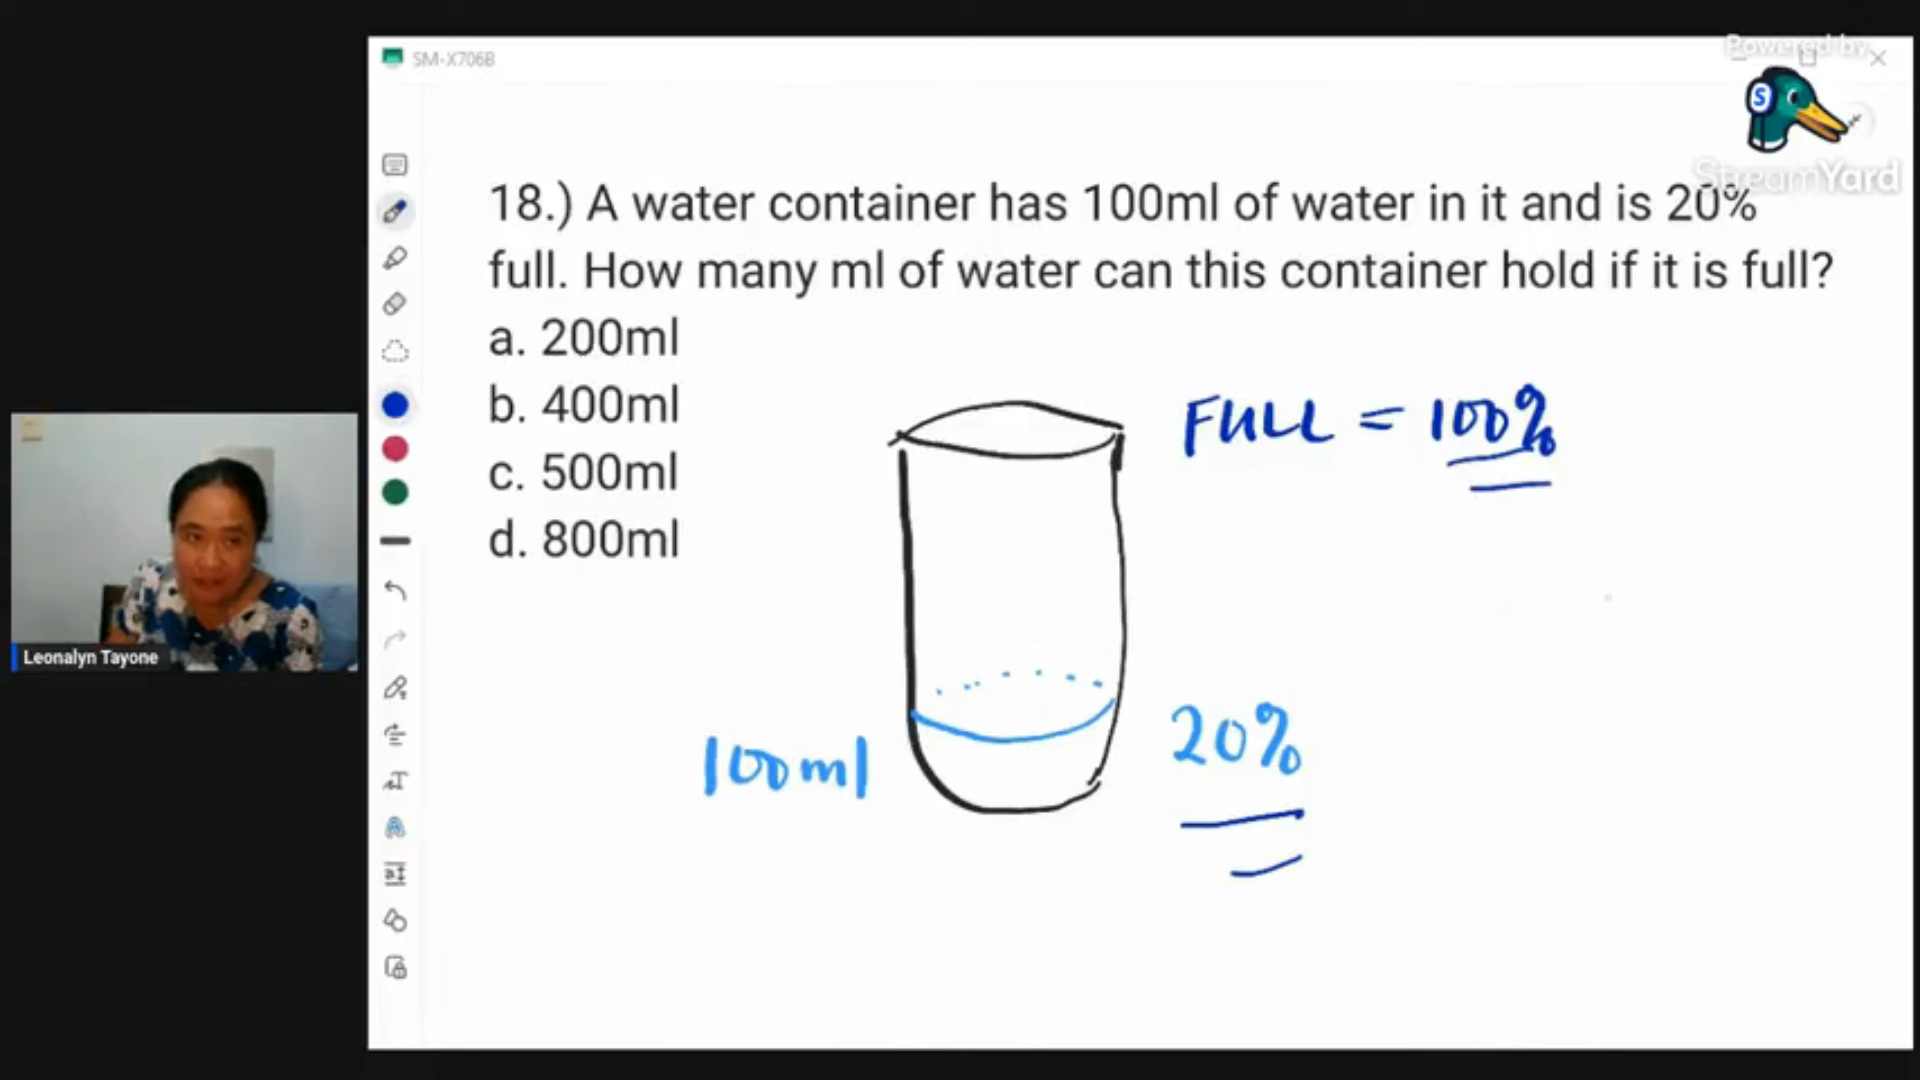 SM-X706B
Powered by
StreamYard
18.) A water container has 100ml of water in it and is 20%
full. How many ml of water can this container hold if it is full?
a. 200ml
b. 400ml
c. 500ml
d. 800ml
FULL = 100%
100ml
20%
Leonalyn Tayone